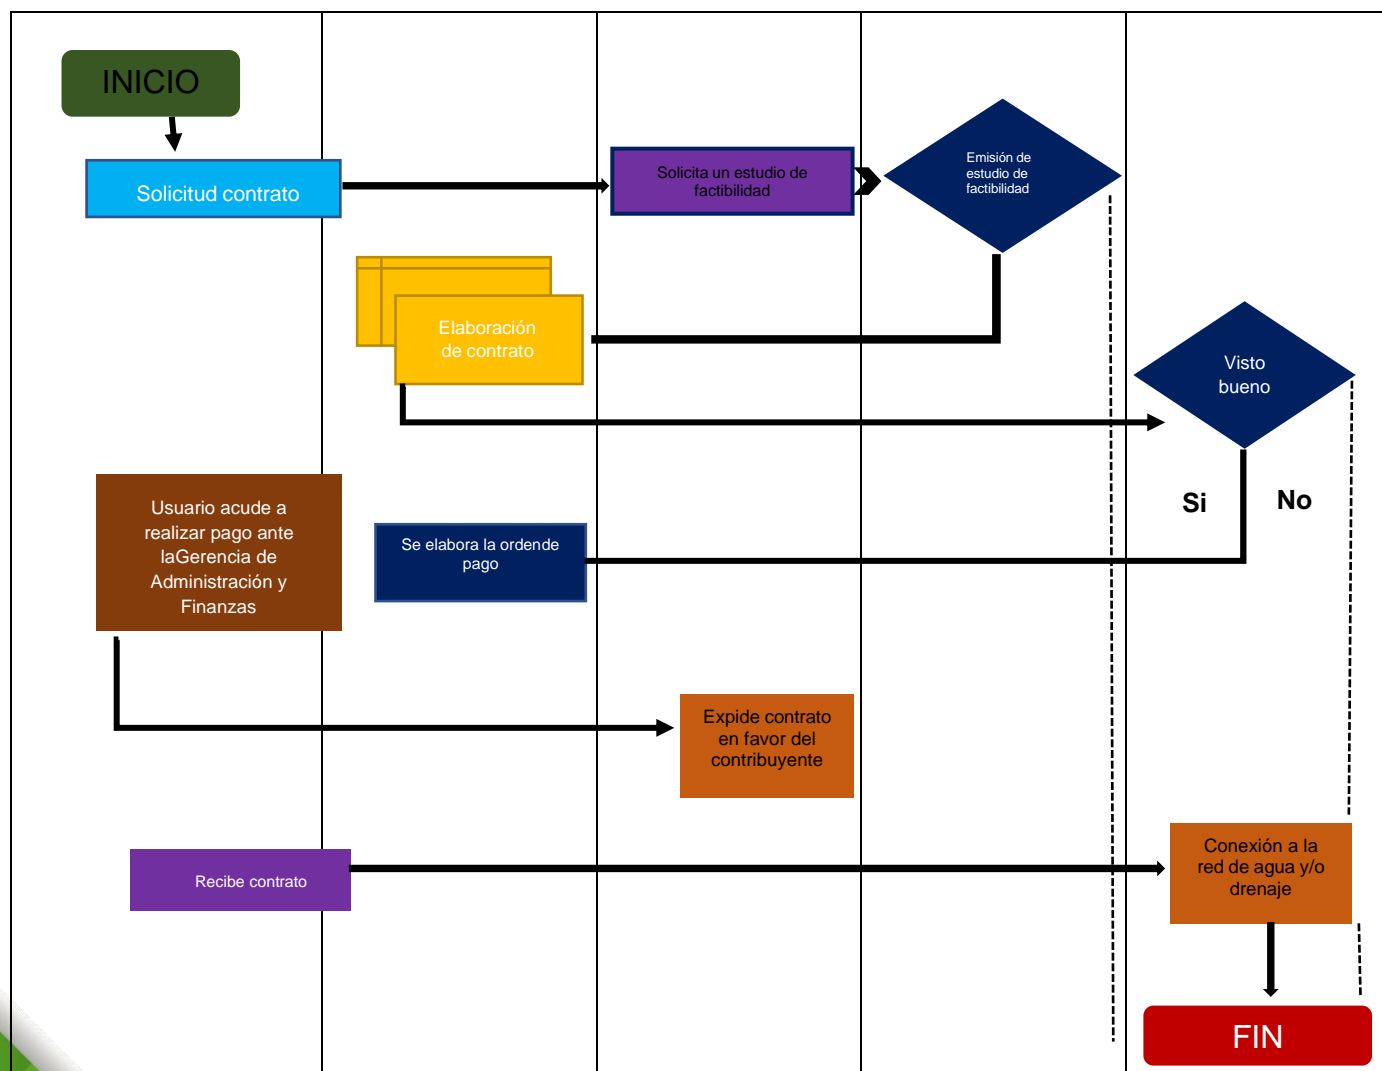 INICIO
Solicitud contrato
Solicita un estudio de
factibilidad
Emisión de
estudio de
factibilidad
Elaboración
de contrato
Visto
bueno
Si
No
Usuario acude a
realizar pago ante
laGerencia de
Administración y
Finanzas
Se elabora la ordende
pago
Expide contrato
en favor del
contribuyente
Recibe contrato
Conexión a la
red de agua y/o
drenaje
FIN